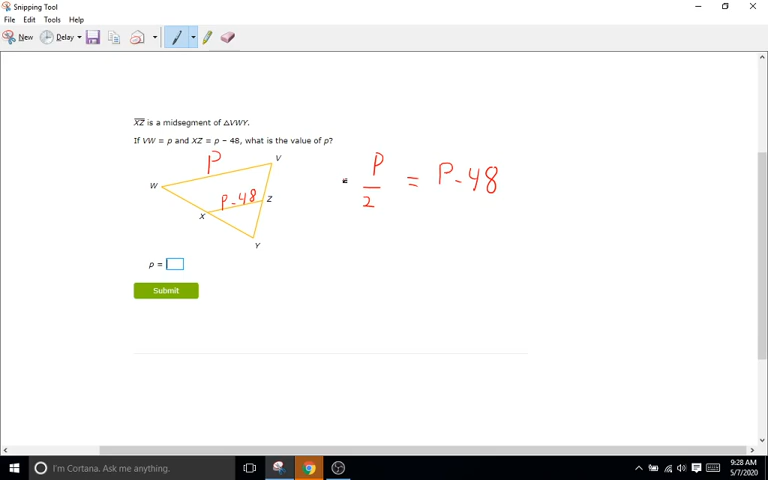 Snipping Tool
File Edit Tools Help
New Delay
XZ is a midsegment of △VWY.
If VW = p and XZ = p − 48, what is the value of p?
P
V
W
P - 48
Z
X
Y
P/2 = P - 48
p =
Submit
I'm Cortana. Ask me anything.
9:28 AM
5/7/2020